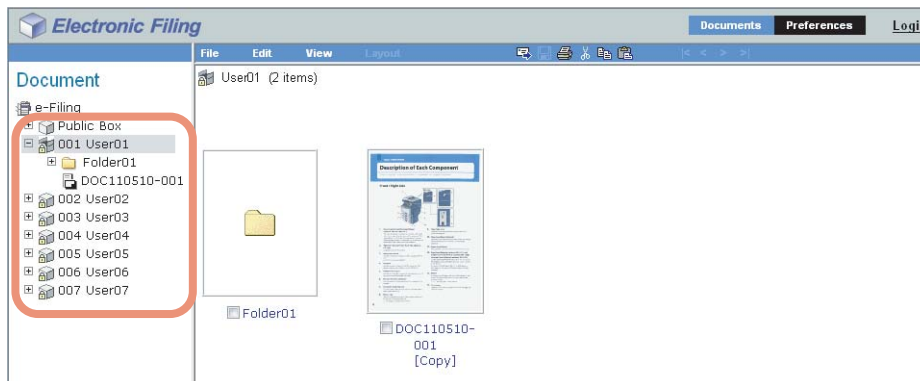 Electronic Filing
Documents Preferences Logi
File Edit View Layout
|< < > >|
Document
e-Filing
Public Box
001 User01
Folder01
DOC110510-001
002 User02
003 User03
004 User04
005 User05
006 User06
007 User07
User01 (2 items)
Description of Each Component
Folder01
DOC110510-
001
[Copy]